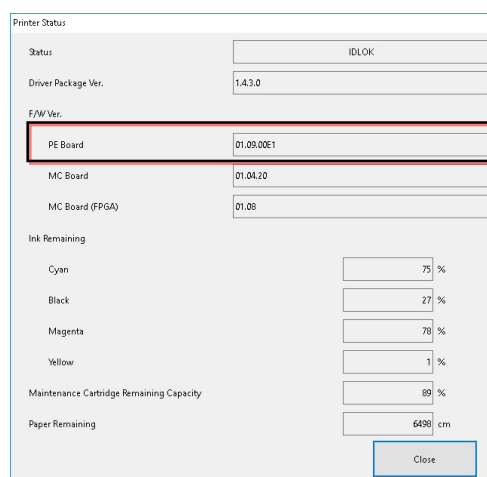 Printer Status
Status IDLOK
Driver Package Ver. 1.4.3.0
F/W Ver.
PE Board 01.09.00E1
MC Board 01.04.20
MC Board (FPGA) 01.08
Ink Remaining
Cyan 75 %
Black 27 %
Magenta 78 %
Yellow 1 %
Maintenance Cartridge Remaining Capacity 89 %
Paper Remaining 6498 cm
Close